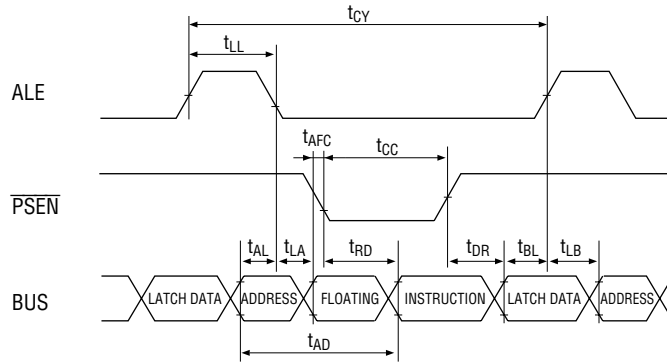 tCY
tLL
ALE
tAFC
tCC
PSEN
tAL tLA tRD tDR tBL tLB
BUS LATCH DATA ADDRESS FLOATING INSTRUCTION LATCH DATA ADDRESS
tAD